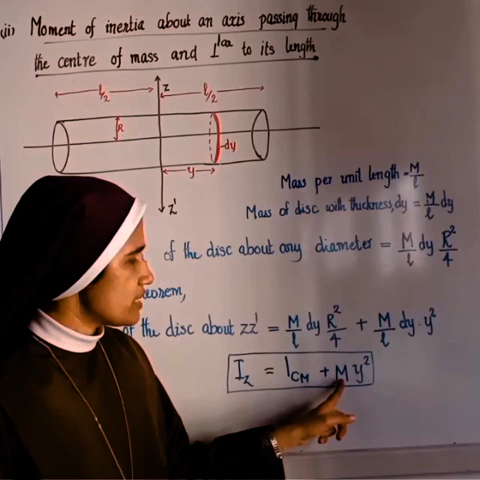 (ii) Moment of inertia about an axis passing through
the centre of mass and ⊥lar to its length
l/2 l/2
Z
R
dy
y
Z'
Mass per unit length = M/l
Mass of disc with thickness, dy = M/l dy
of the disc about any diameter = M/l dy R²/4
of the disc about ZZ' = M/l dy R²/4 + M/l dy·y²
I_Z = I_CM + My²